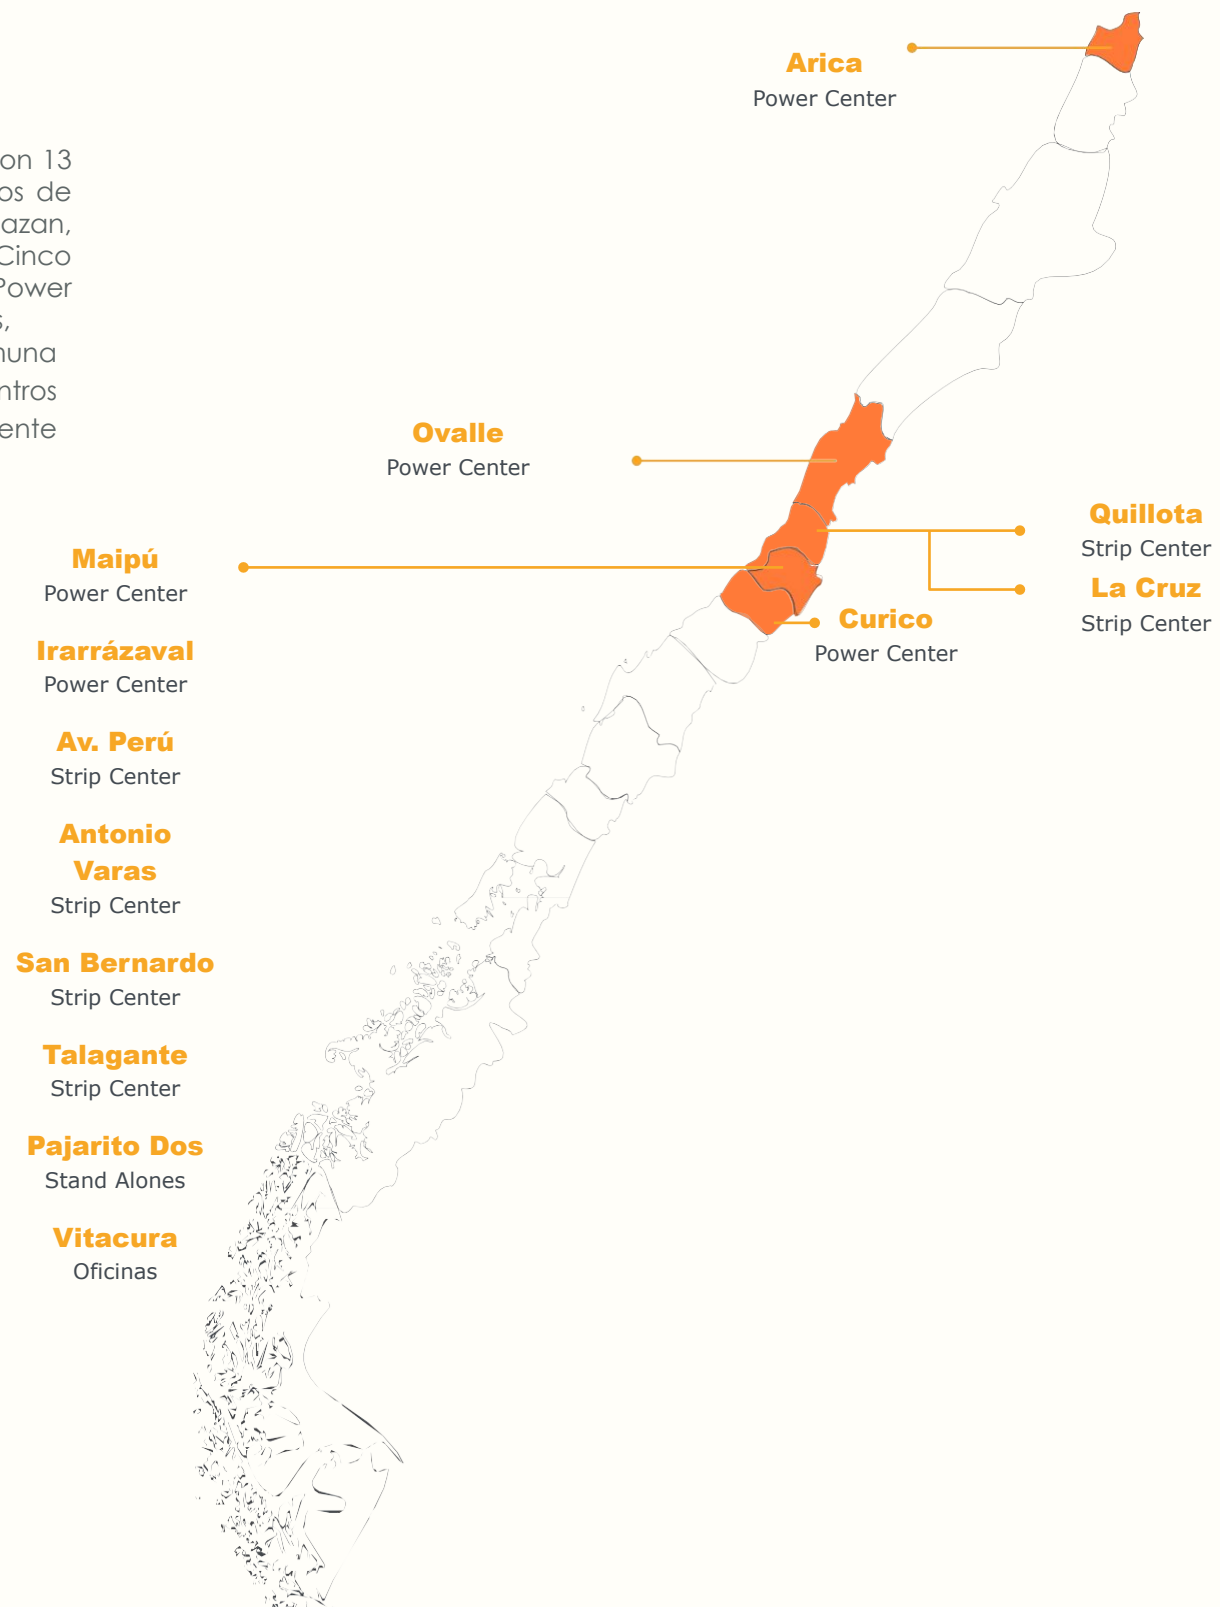 on 13
os de
azan,
Cinco
Power
s,
nuna
ntros
ente
Arica
Power Center
Ovalle
Power Center
Quillota
Strip Center
La Cruz
Strip Center
Curico
Power Center
Maipú
Power Center
Irarrázaval
Power Center
Av. Perú
Strip Center
Antonio
Varas
Strip Center
San Bernardo
Strip Center
Talagante
Strip Center
Pajarito Dos
Stand Alones
Vitacura
Oficinas